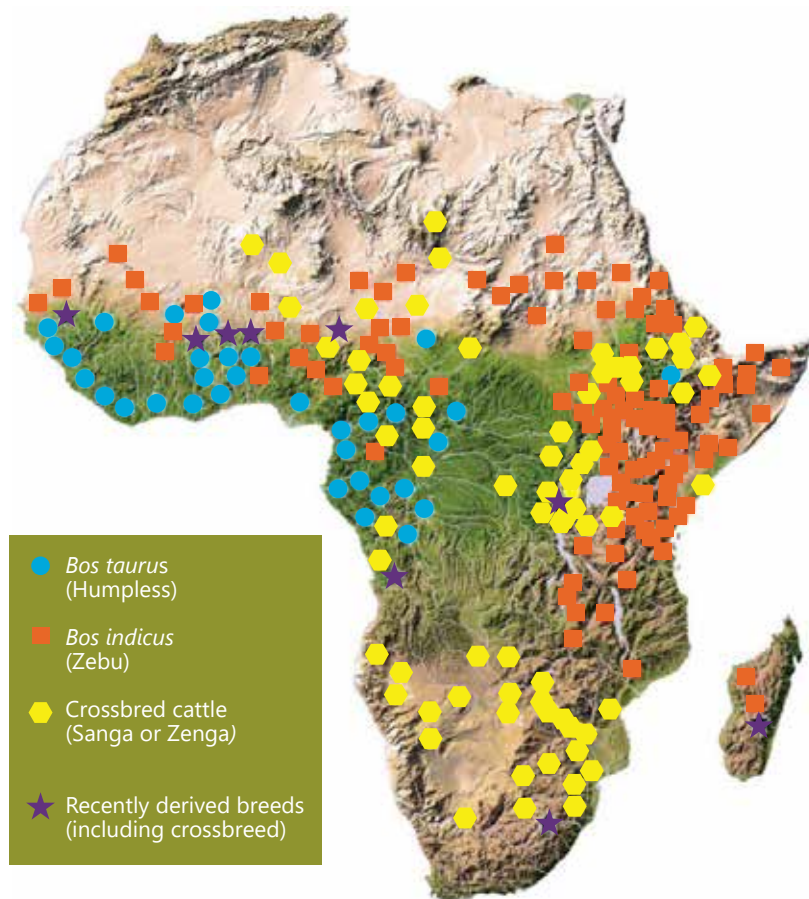 Bos taurus
(Humpless)
Bos indicus
(Zebu)
Crossbred cattle
(Sanga or Zenga)
Recently derived breeds
(including crossbreed)